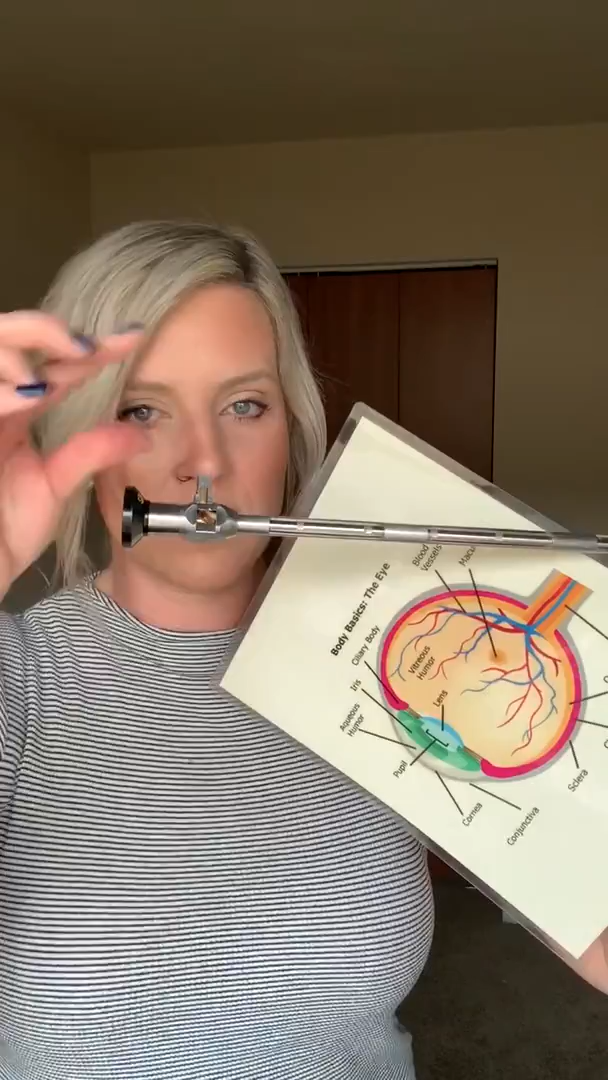 Body Basics: The Eye
Blood
Vessels
Ciliary Body
Vitreous
Humor
Iris
Lens
Aqueous
Humor
Pupil
Cornea
Conjunctiva
Sclera